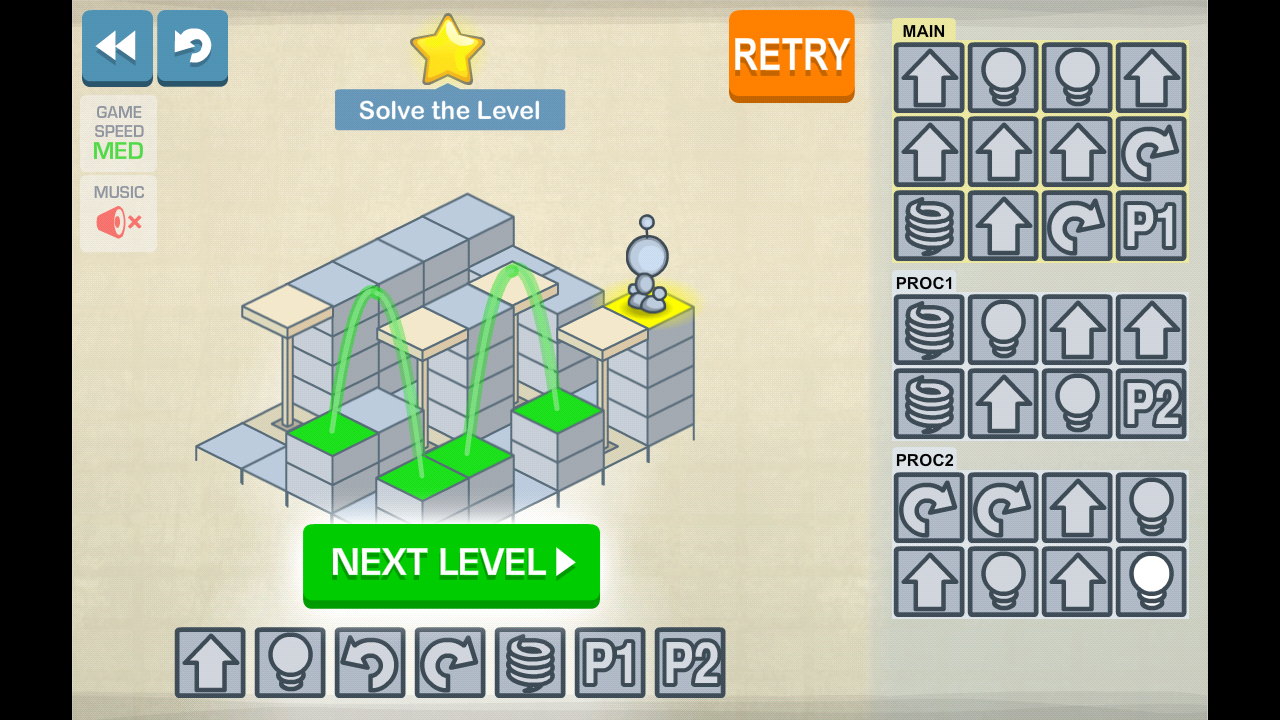 RETRY
MAIN
Solve the Level
GAME
SPEED
MED
MUSIC
P1
PROC1
P2
PROC2
NEXT LEVEL
P1
P2